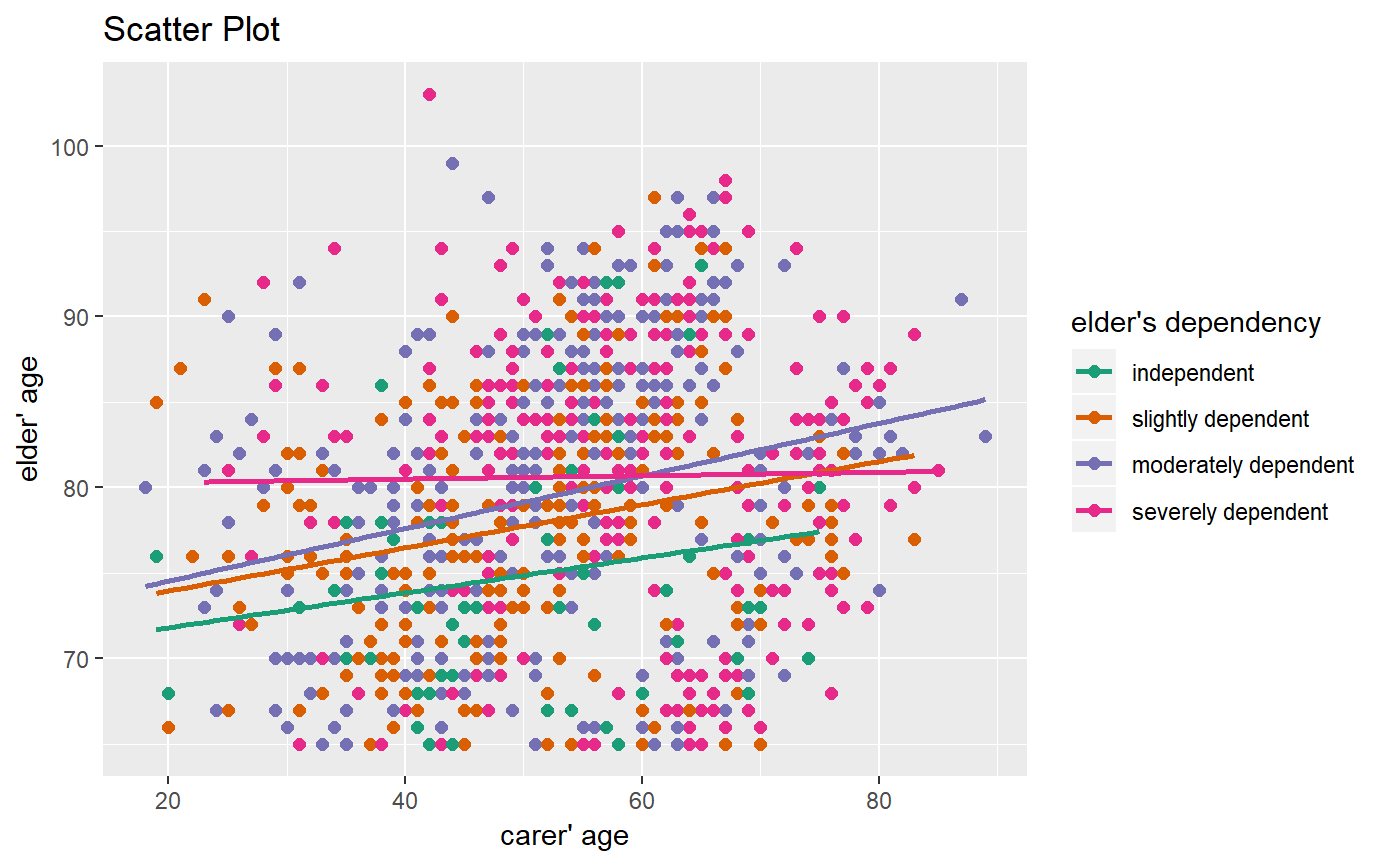 Scatter Plot
100
90
80
70
elder' age
20 40 60 80
carer' age
elder's dependency
independent
slightly dependent
moderately dependent
severely dependent